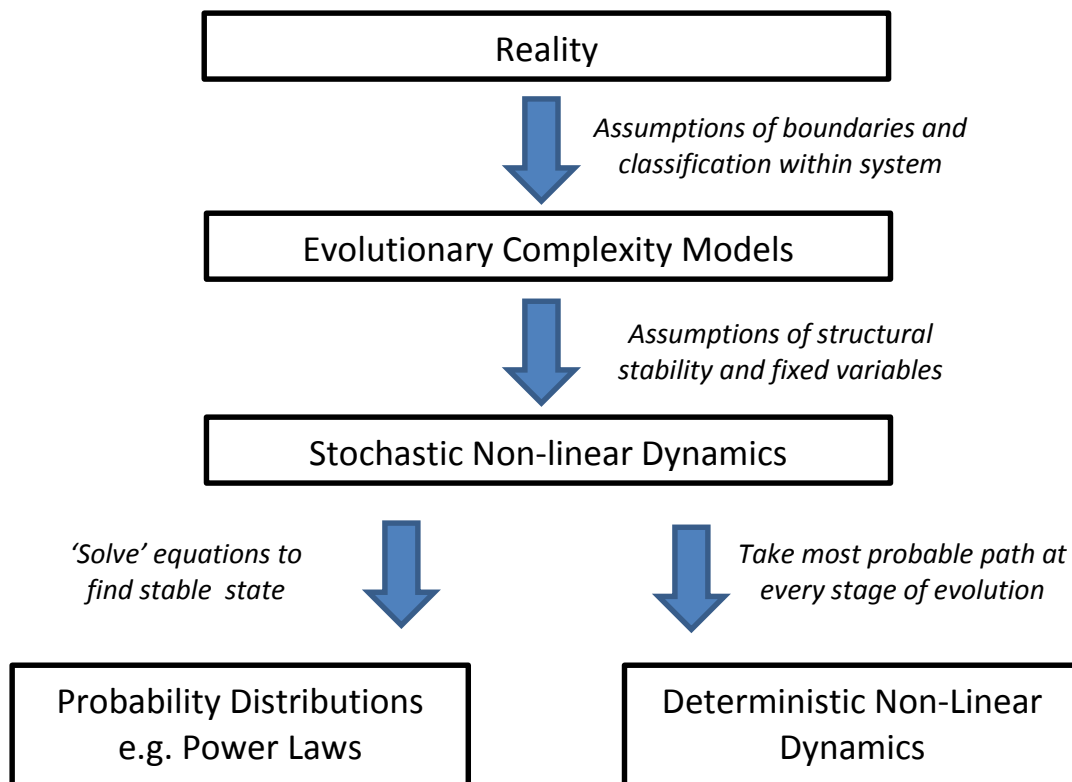 Reality
Assumptions of boundaries and
classification within system
Evolutionary Complexity Models
Assumptions of structural
stability and fixed variables
Stochastic Non-linear Dynamics
‘Solve’ equations to
find stable state
Take most probable path at
every stage of evolution
Probability Distributions
e.g. Power Laws
Deterministic Non-Linear
Dynamics